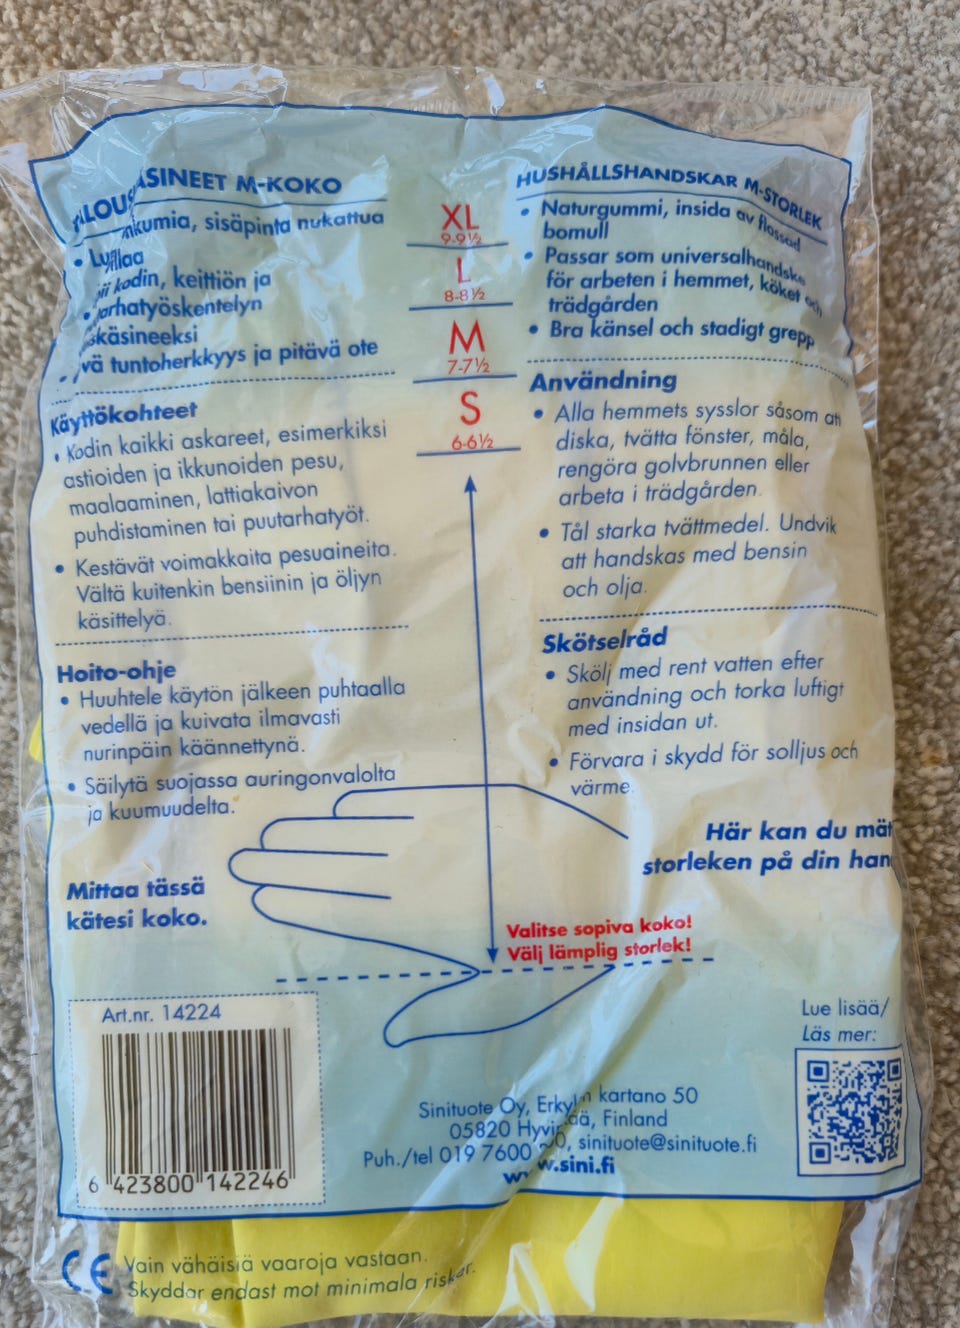 KOKO
M-KOKO
sisäpinta nukattua
kodin, keittiön ja
tuntoherkkyys ja pitävä ote
Käyttökohteet
• Kodin kaikki askareet, esimerkiksi
astioiden ja ikkunoiden pesu,
maalaaminen, lattiakaivon
puhdistaminen tai puutarhatyöt.
• Kestävät voimakkaita pesuaineita.
Vältä kuitenkin bensiinin ja öljyn
käsittelyä.
Hoito-ohje
• Huuhtele käytön jälkeen puhtaalla
vedellä ja kuivata ilmavasti
nurinpäin käännettynä.
• Säilytä suojassa auringonvalolta
ja kuumuudelta.
Mittaa tässä
kätesi koko.
XL
9-9½
L
8-8½
M
7-7½
S
6-6½
HUSHÅLLSHANDSKAR M-STORLEK
• Naturgummi, insida av flossad
bomull
• Passar som universalhandske
för arbeten i hemmet, köket och
trädgården
• Bra känsel och stadigt grepp
Användning
• Alla hemmets sysslor såsom att
diska, tvätta fönster, måla,
rengöra golvbrunnen eller
arbeta i trädgården.
• Tål starka tvättmedel. Undvik
att handskas med bensin
och olja.
Skötselråd
• Skölj med rent vatten efter
användning och torka luftigt
med insidan ut.
• Förvara i skydd för solljus och
värme.
Här kan du
storleken på din
Valitse sopiva koko!
Välj lämplig storlek!
Art.nr. 14224
6 423800 142246
Lue lisää/
Läs mer:
Sinituote Oy, kartano 50
05820 Finland
Puh./tel 019 7600 sinituote@sinituote.fi
www.sini.fi
CE Vain vähäisiä vaaroja vastaan.
Skyddar endast mot minimala risker.